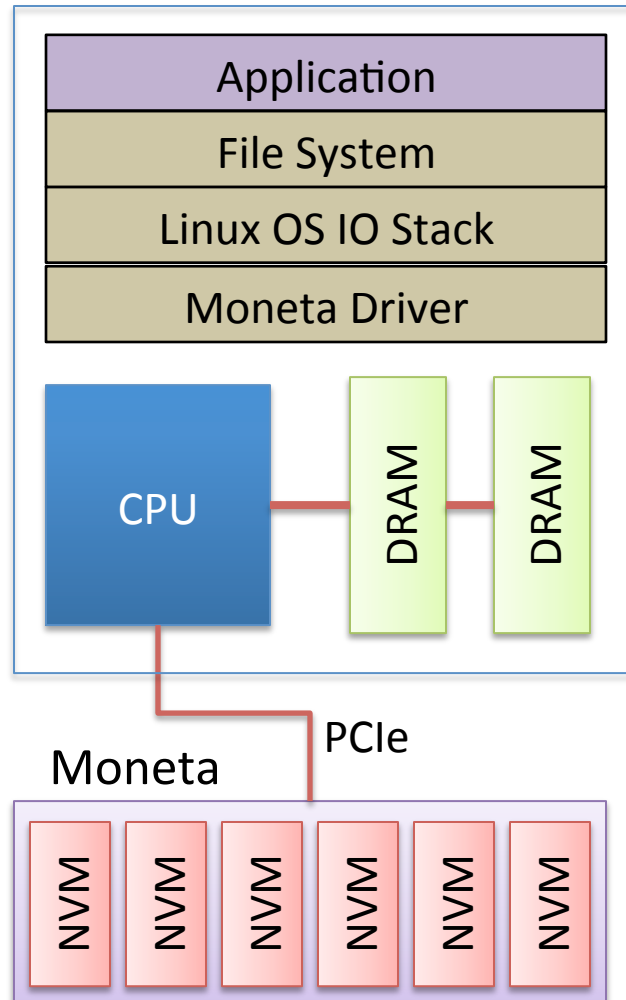 Application
File System
Linux OS IO Stack
Moneta Driver
CPU
DRAM
DRAM
PCIe
Moneta
NVM
NVM
NVM
NVM
NVM
NVM